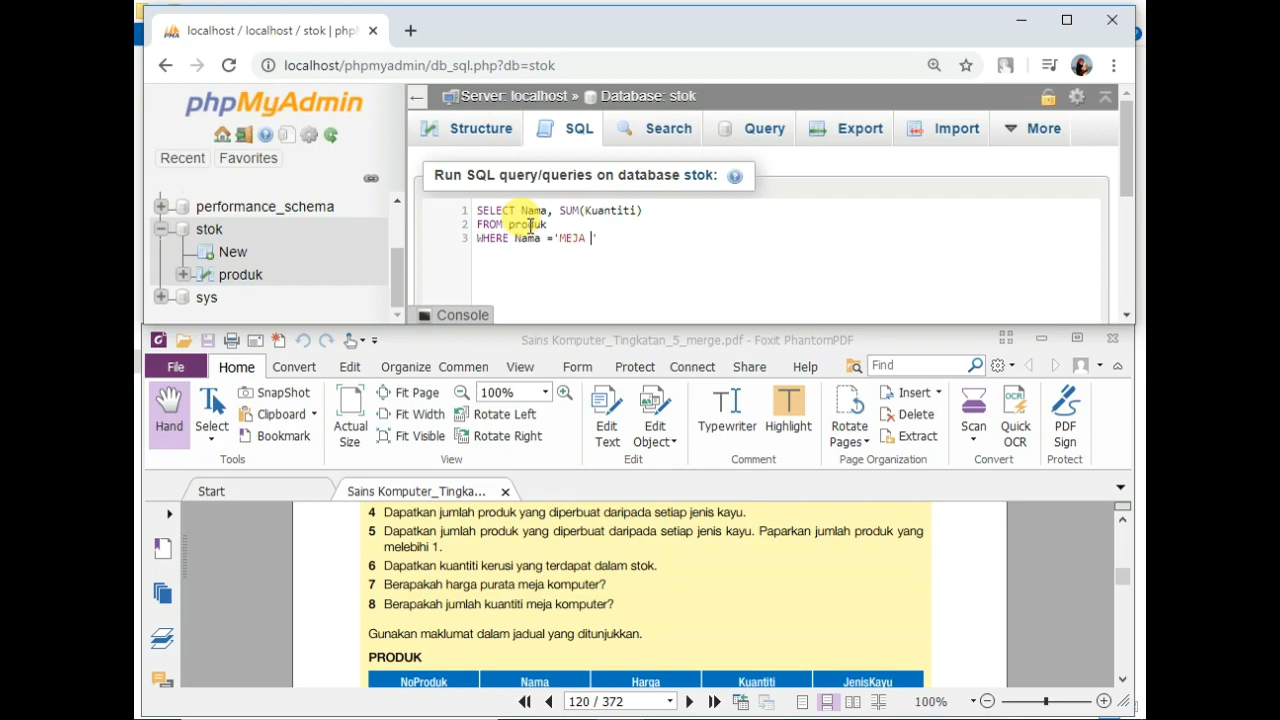 localhost / localhost / stok | php
localhost/phpmyadmin/db_sql.php?db=stok
phpMyAdmin
Recent
Favorites
performance_schema
stok
New
produk
sys
Server: localhost » Database: stok
Structure
SQL
Search
Query
Export
Import
More
Run SQL query/queries on database stok:
1 SELECT Nama, SUM(Kuantiti)
2 FROM produk
3 WHERE Nama ='MEJA '
Console
Sains Komputer_Tingkatan_5_merge.pdf - Foxit PhantomPDF
File
Home
Convert
Edit
Organize
Commen
View
Form
Protect
Connect
Share
Help
Find
Hand
Select
SnapShot
Clipboard
Bookmark
Tools
Actual Size
Fit Page
Fit Width
Fit Visible
100%
Rotate Left
Rotate Right
View
Edit Text
Edit Object
Edit
Typewriter
Highlight
Comment
Rotate Pages
Insert
Delete
Extract
Page Organization
Scan
Quick OCR
Convert
PDF Sign
Protect
Start
Sains Komputer_Tingka...
4 Dapatkan jumlah produk yang diperbuat daripada setiap jenis kayu.
5 Dapatkan jumlah produk yang diperbuat daripada setiap jenis kayu. Paparkan jumlah produk yang
melebihi 1.
6 Dapatkan kuantiti kerusi yang terdapat dalam stok.
7 Berapakah harga purata meja komputer?
8 Berapakah jumlah kuantiti meja komputer?
Gunakan maklumat dalam jadual yang ditunjukkan.
PRODUK
NoProduk Nama Harga Kuantiti JenisKayu
120 / 372
100%